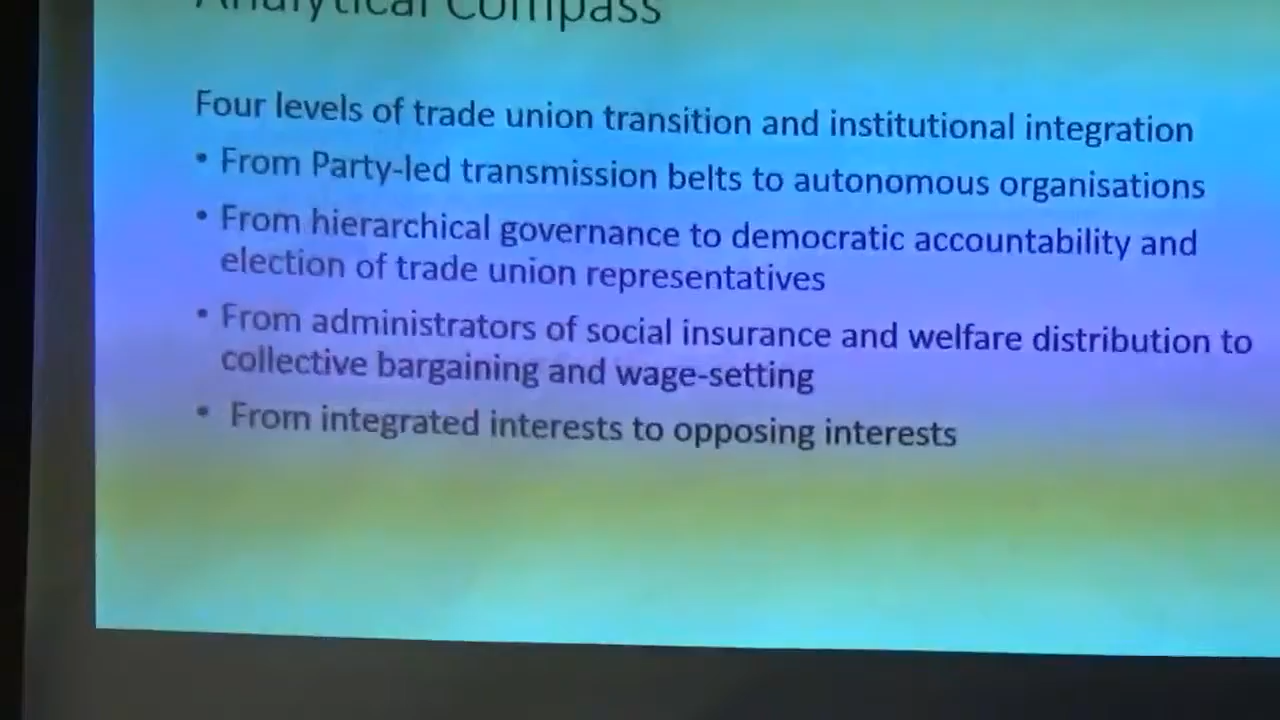 Analytical Compass
Four levels of trade union transition and institutional integration
• From Party-led transmission belts to autonomous organisations
• From hierarchical governance to democratic accountability and
election of trade union representatives
• From administrators of social insurance and welfare distribution to
collective bargaining and wage-setting
• From integrated interests to opposing interests